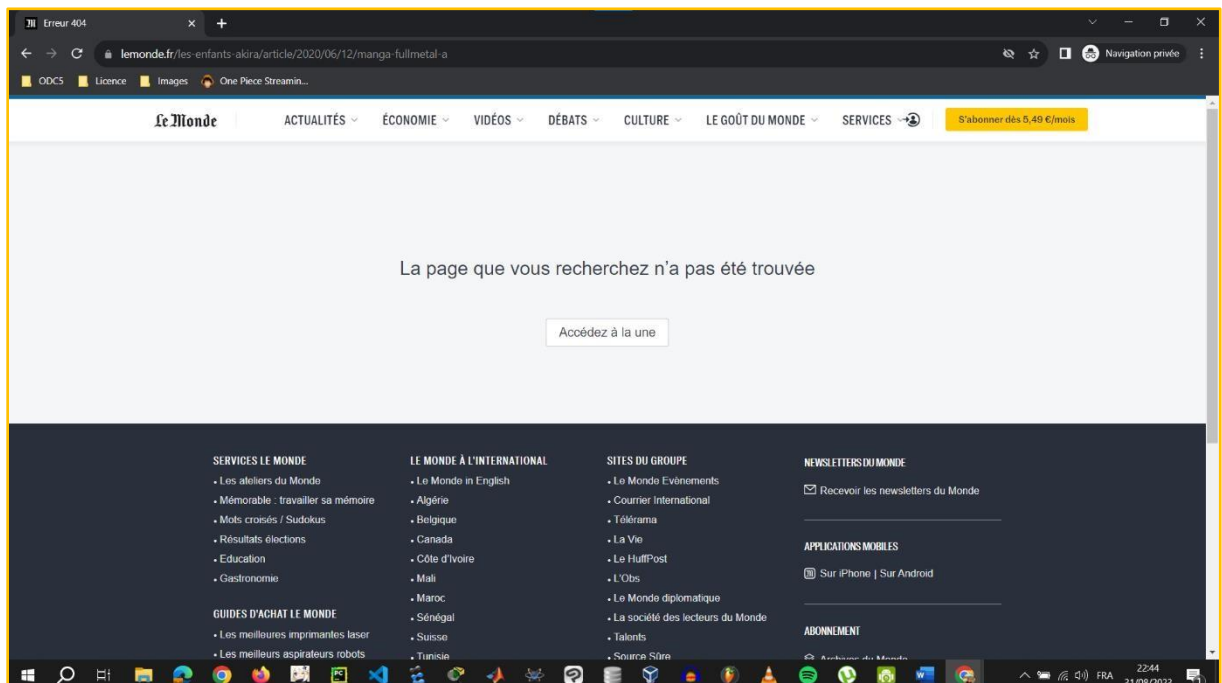 Erreur 404
lemonde.fr/les-enfants-akira/article/2020/06/12/manga-fullmetal-a
Navigation privée
ODC5 Licence Images One Piece Streamin...
Le Monde ACTUALITÉS ÉCONOMIE VIDÉOS DÉBATS CULTURE LE GOÛT DU MONDE SERVICES S'abonner dès 5,49 €/mois
La page que vous recherchez n'a pas été trouvée
Accédez à la une
SERVICES LE MONDE
• Les ateliers du Monde
• Mémorable : travailler sa mémoire
• Mots croisés / Sudokus
• Résultats élections
• Education
• Gastronomie
GUIDES D'ACHAT LE MONDE
• Les meilleures imprimantes laser
• Les meilleurs aspirateurs robots
LE MONDE À L'INTERNATIONAL
• Le Monde in English
• Algérie
• Belgique
• Canada
• Côte d'Ivoire
• Mali
• Maroc
• Sénégal
• Suisse
• Tunisie
SITES DU GROUPE
• Le Monde Evènements
• Courrier International
• Télérama
• La Vie
• Le HuffPost
• L'Obs
• Le Monde diplomatique
• La société des lecteurs du Monde
• Talents
• Source Sûre
NEWSLETTERS DU MONDE
Recevoir les newsletters du Monde
APPLICATIONS MOBILES
Sur iPhone | Sur Android
ABONNEMENT
Archives du Monde
FRA
22:44
21/08/2023